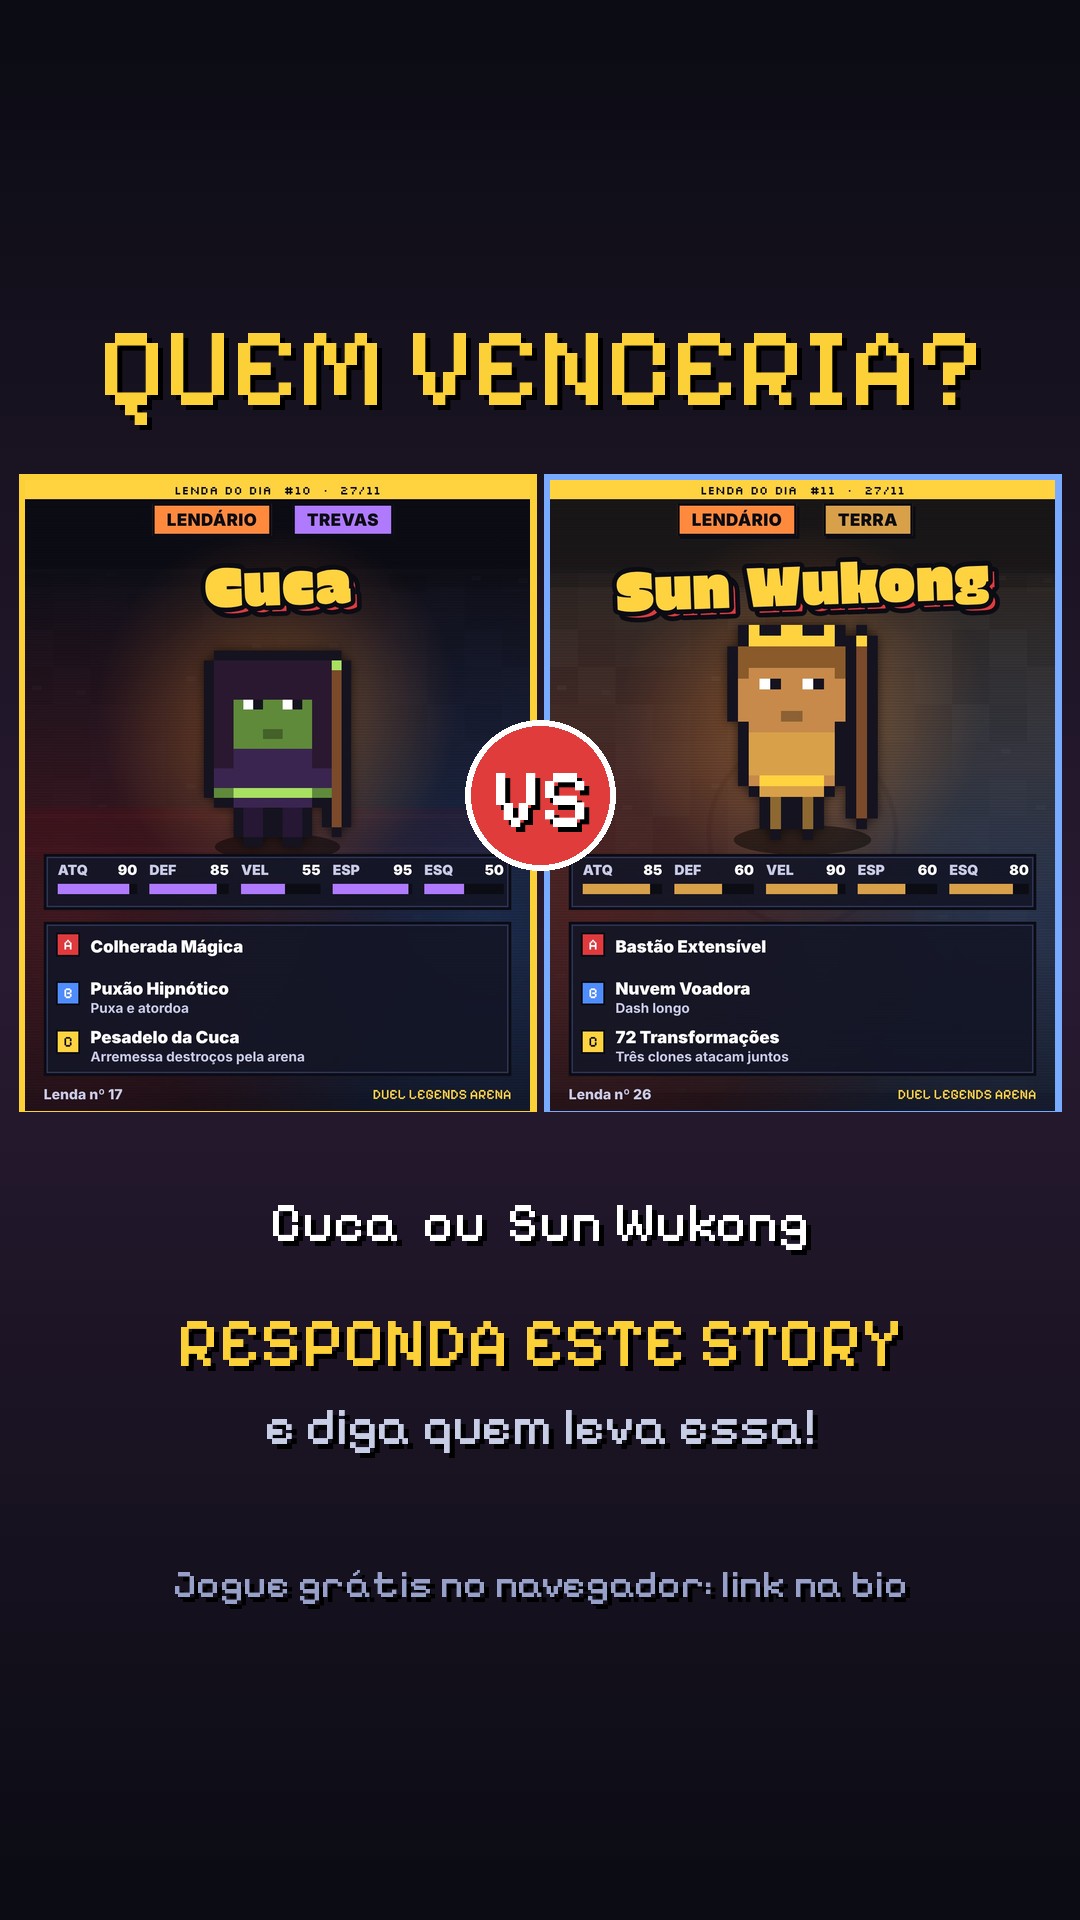 QUEM VENCERIA?
LENDA DO DIA #10 · 27/11
LENDÁRIO TREVAS
Cuca
ATQ 90 DEF 85 VEL 55 ESP 95 ESQ 50
A Colherada Mágica
B Puxão Hipnótico
Puxa e atordoa
C Pesadelo da Cuca
Arremessa destroços pela arena
Lenda nº 17 DUEL LEGENDS ARENA
VS
LENDA DO DIA #11 · 27/11
LENDÁRIO TERRA
Sun Wukong
ATQ 85 DEF 60 VEL 90 ESP 60 ESQ 80
A Bastão Extensível
B Nuvem Voadora
Dash longo
C 72 Transformações
Três clones atacam juntos
Lenda nº 26 DUEL LEGENDS ARENA
Cuca ou Sun Wukong
RESPONDA ESTE STORY
e diga quem leva essa!
Jogue grátis no navegador: link na bio